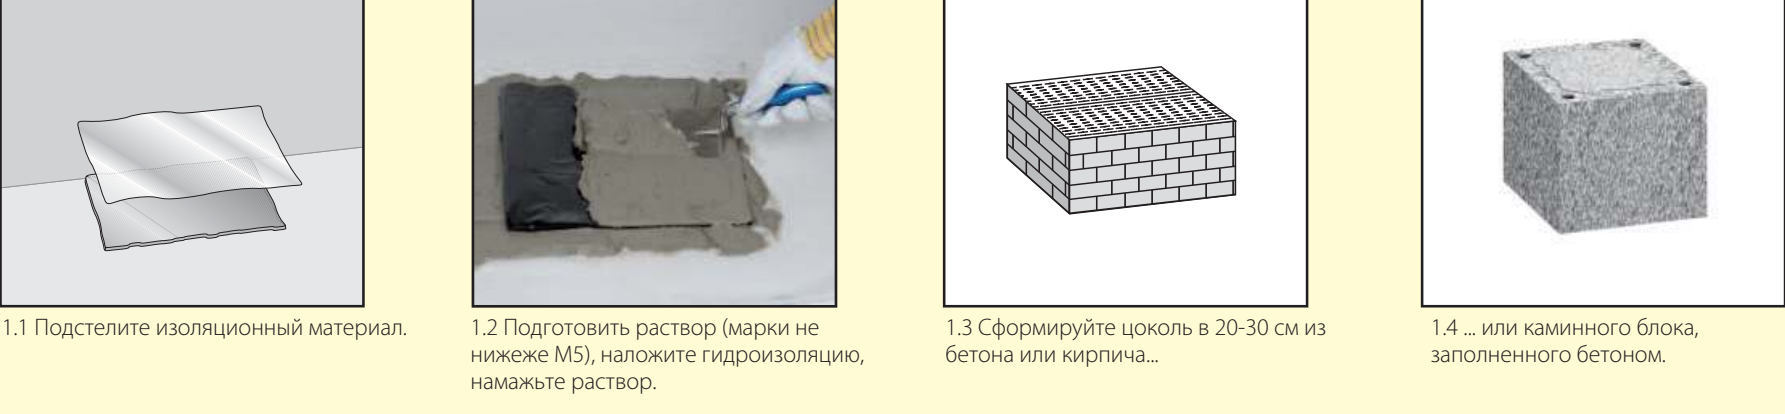 1.1 Подстелите изоляционный материал.
1.2 Подготовить раствор (марки не
нижеже М5), наложите гидроизоляцию,
намажьте раствор.
1.3 Сформируйте цоколь в 20-30 см из
бетона или кирпича...
1.4 ... или каминного блока,
заполненного бетоном.